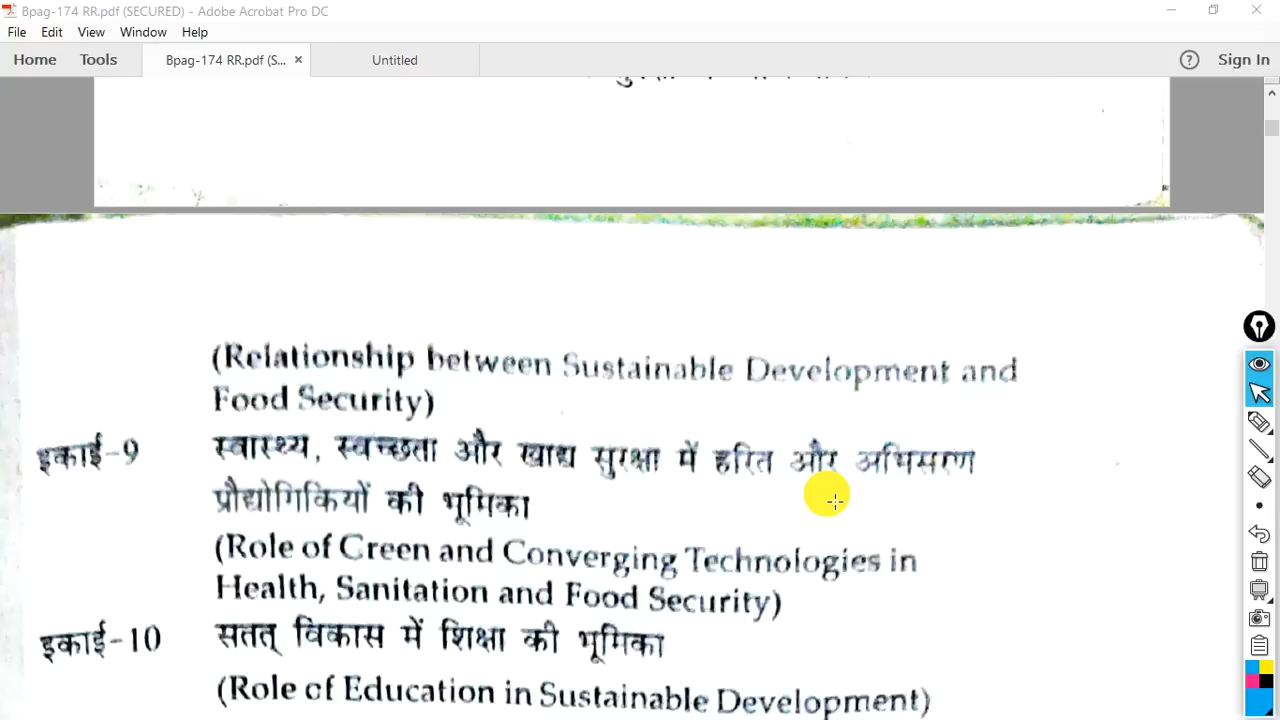 Bpag-174 RR.pdf (SECURED) - Adobe Acrobat Pro DC
File Edit View Window Help
Home Tools Bpag-174 RR.pdf (S... × Untitled ? Sign In
(Relationship between Sustainable Development and
Food Security)
इकाई-9 स्वास्थ्य, स्वच्छता और खाद्य सुरक्षा में हरित और अभिसरण
प्रौद्योगिकियों की भूमिका
(Role of Green and Converging Technologies in
Health, Sanitation and Food Security)
इकाई-10 सतत् विकास में शिक्षा की भूमिका
(Role of Education in Sustainable Development)